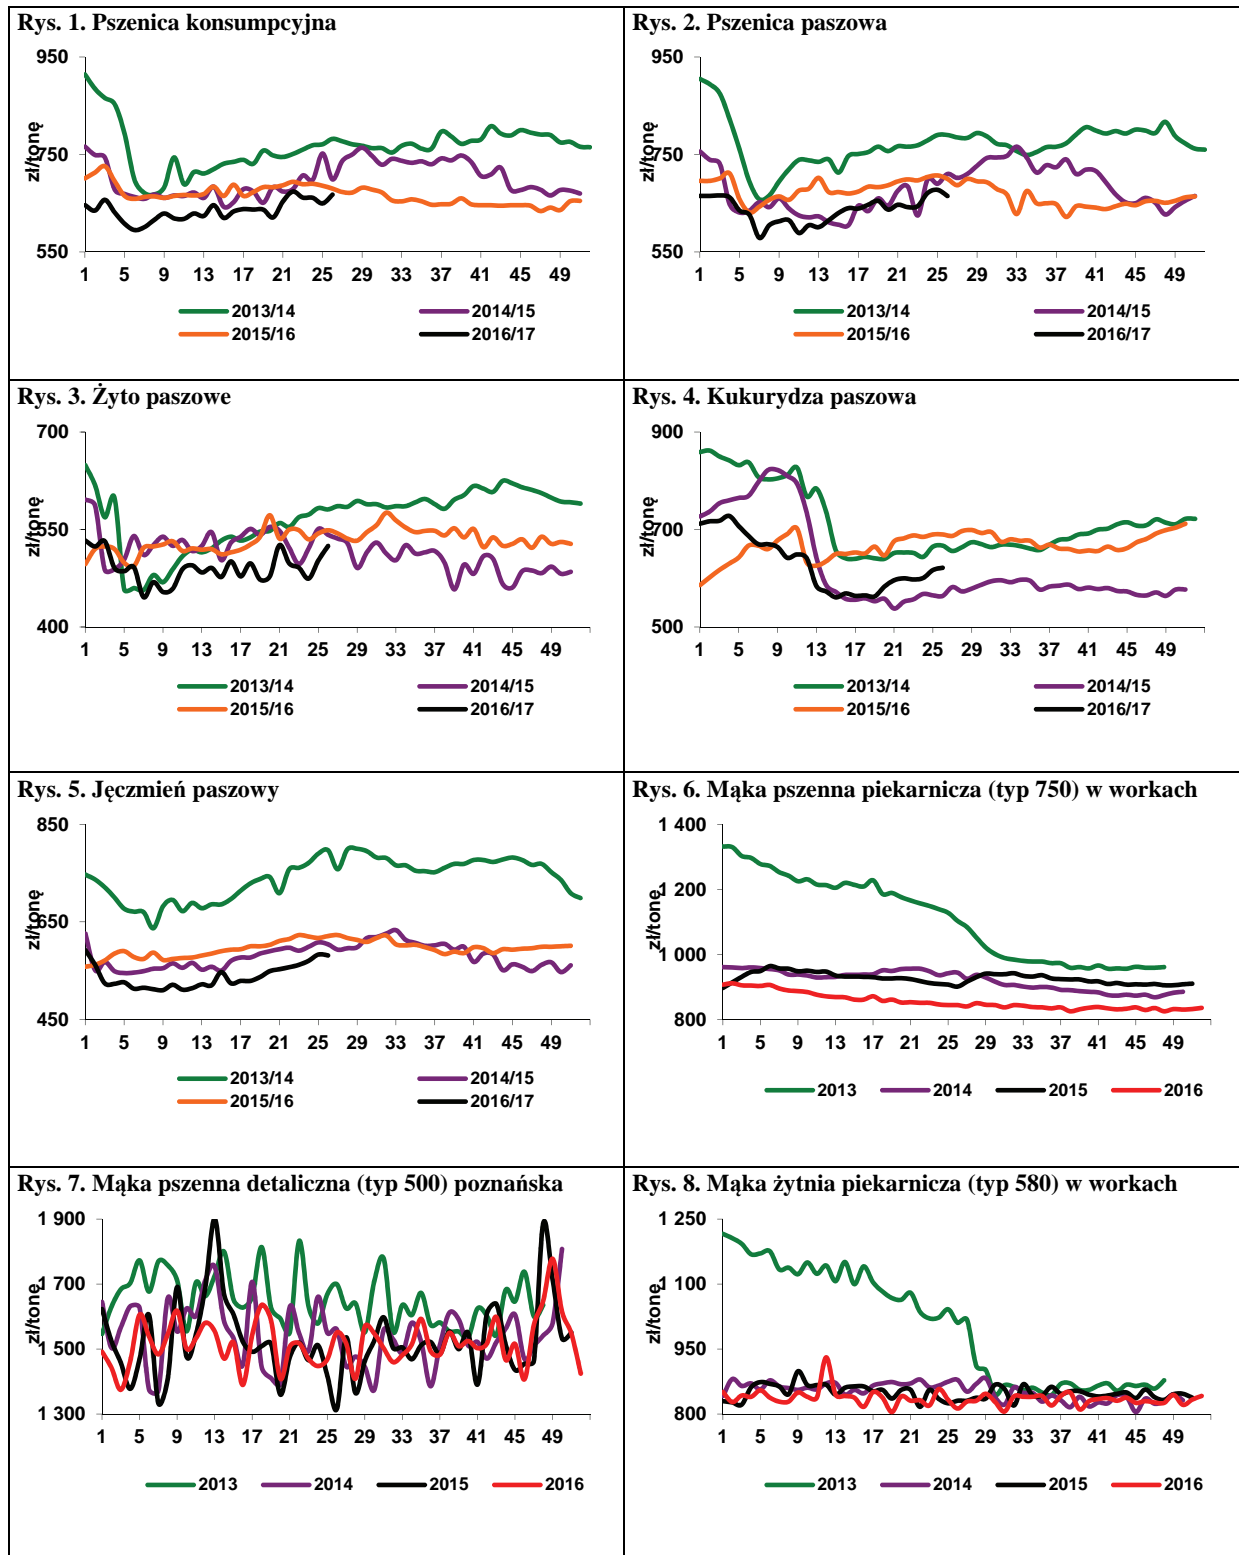 Rys. 1. Pszenica konsumpcyjna
950
750
550
zł/tonę
1 5 9 13 17 21 25 29 33 37 41 45 49
2013/14 2014/15
2015/16 2016/17
Rys. 2. Pszenica paszowa
950
750
550
zł/tonę
1 5 9 13 17 21 25 29 33 37 41 45 49
2013/14 2014/15
2015/16 2016/17
Rys. 3. Żyto paszowe
700
550
400
zł/tonę
1 5 9 13 17 21 25 29 33 37 41 45 49
2013/14 2014/15
2015/16 2016/17
Rys. 4. Kukurydza paszowa
900
700
500
zł/tonę
1 5 9 13 17 21 25 29 33 37 41 45 49
2013/14 2014/15
2015/16 2016/17
Rys. 5. Jęczmień paszowy
850
650
450
zł/tonę
1 5 9 13 17 21 25 29 33 37 41 45 49
2013/14 2014/15
2015/16 2016/17
Rys. 6. Mąka pszenna piekarnicza (typ 750) w workach
1 400
1 200
1 000
800
zł/tonę
1 5 9 13 17 21 25 29 33 37 41 45 49
2013 2014 2015 2016
Rys. 7. Mąka pszenna detaliczna (typ 500) poznańska
1 900
1 700
1 500
1 300
zł/tonę
1 5 9 13 17 21 25 29 33 37 41 45 49
2013 2014 2015 2016
Rys. 8. Mąka żytnia piekarnicza (typ 580) w workach
1 250
1 100
950
800
zł/tonę
1 5 9 13 17 21 25 29 33 37 41 45 49
2013 2014 2015 2016